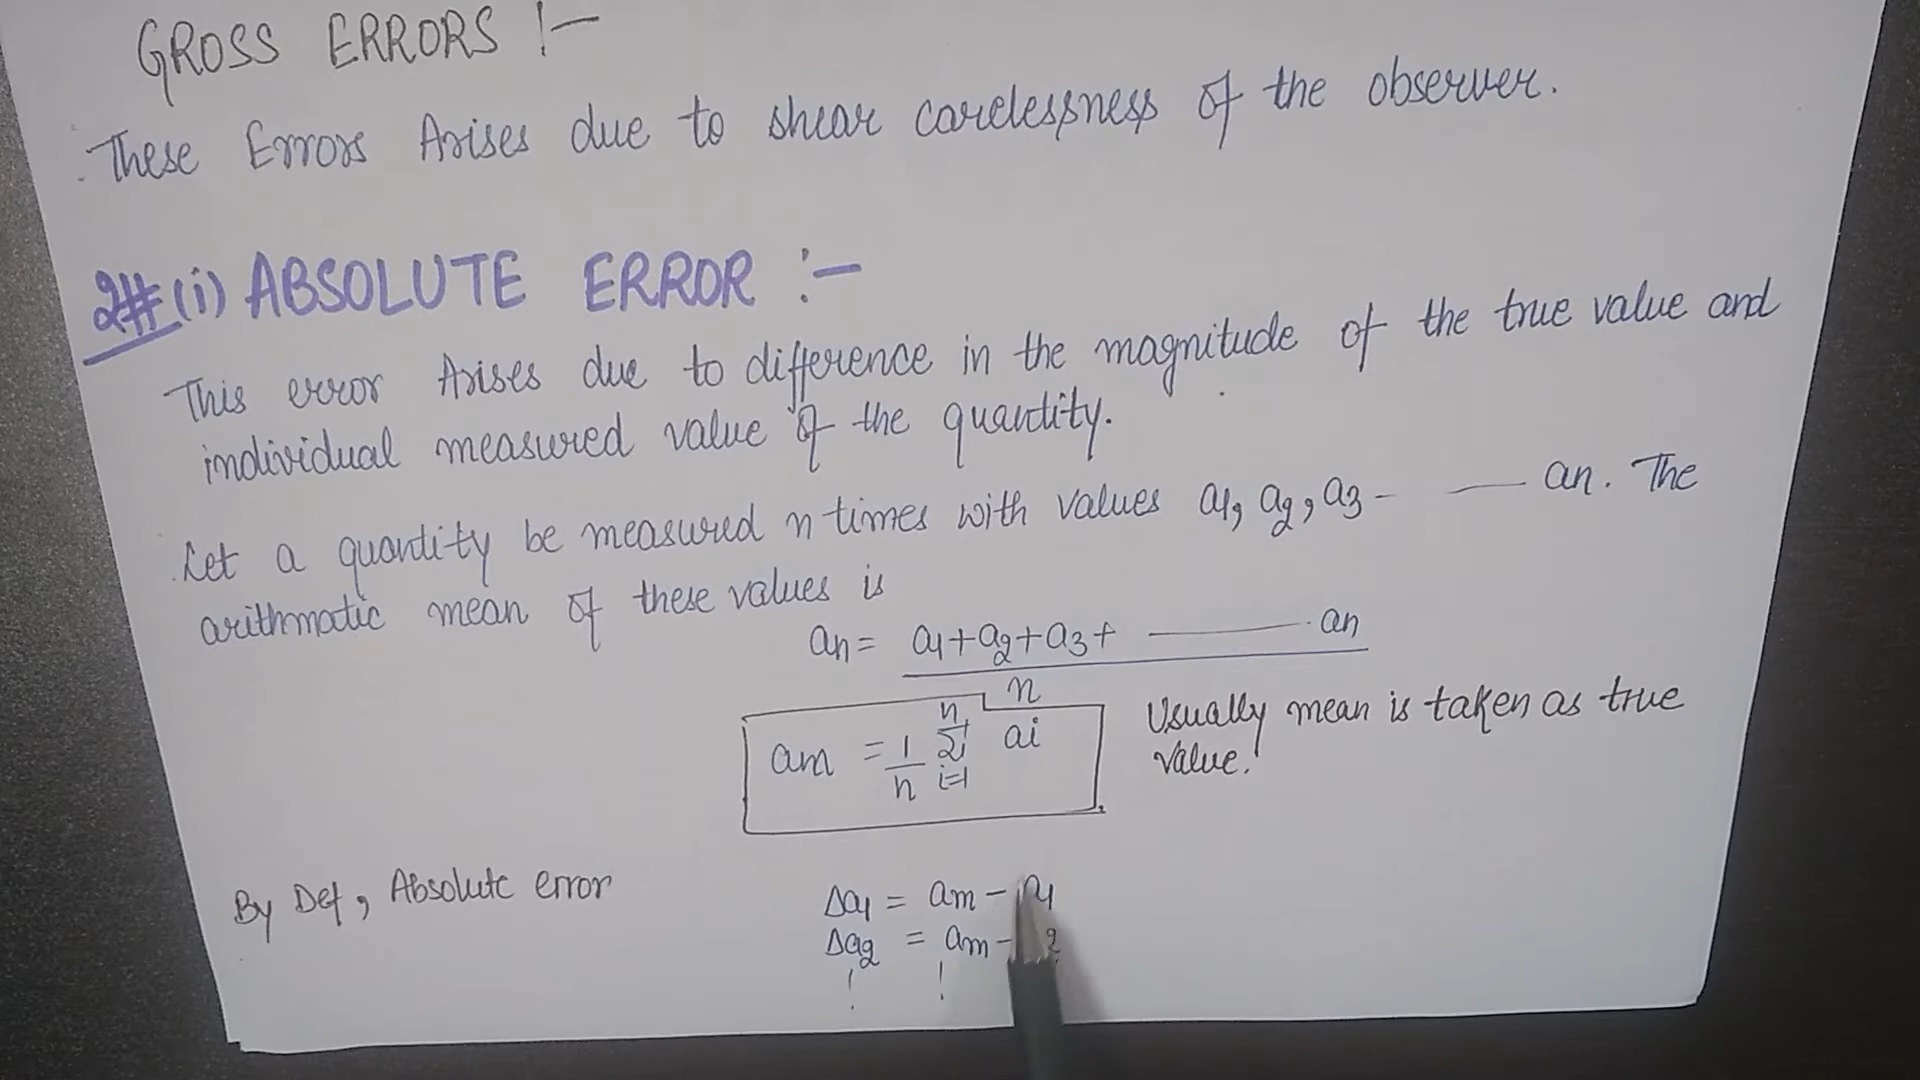 GROSS ERRORS :-
These Errors Arises due to shear carelessness of the observer.
2# (i) ABSOLUTE ERROR :-
This error Arises due to difference in the magnitude of the true value and
individual measured value of the quantity.
Let a quantity be measured n times with values a1, a2, a3 - — an. The
arithmatic mean of these values is
an = a1+a2+a3+ — an
n
am = 1/n n Σ i=1 ai
Usually mean is taken as true
value.
By Def, Absolute error
Δa1 = am - a1
Δa2 = am - 2